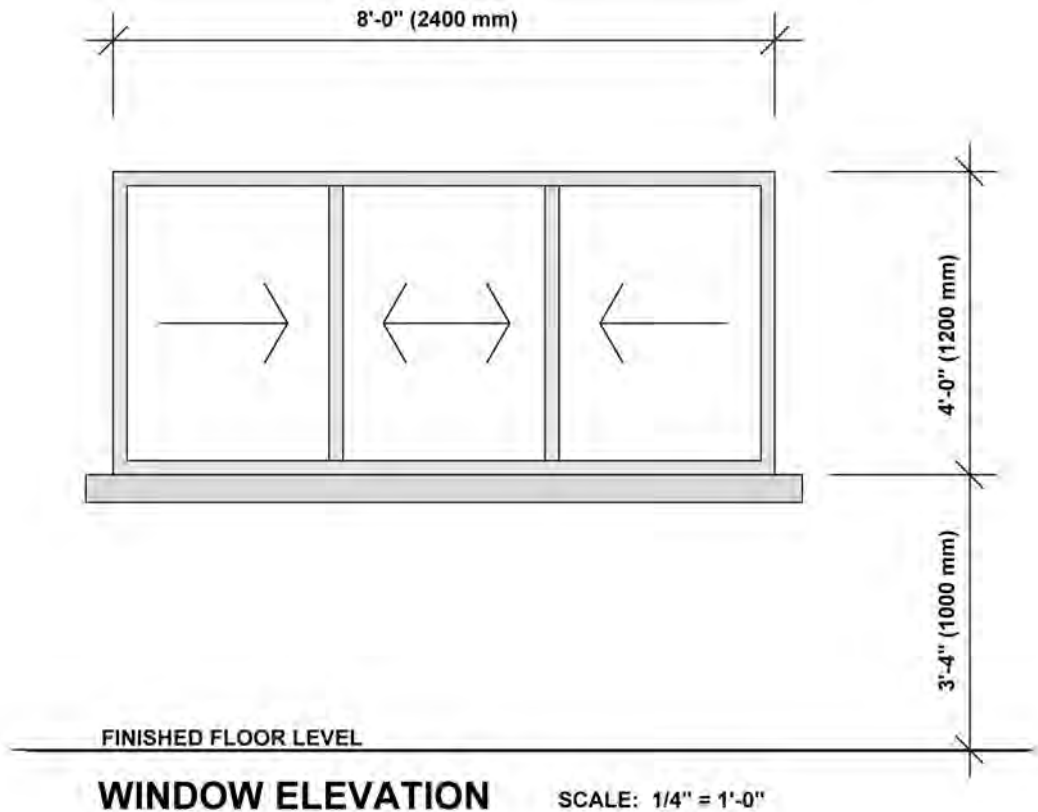 8'-0" (2400 mm)
4'-0" (1200 mm)
3'-4" (1000 mm)
FINISHED FLOOR LEVEL
WINDOW ELEVATION SCALE: 1/4" = 1'-0"